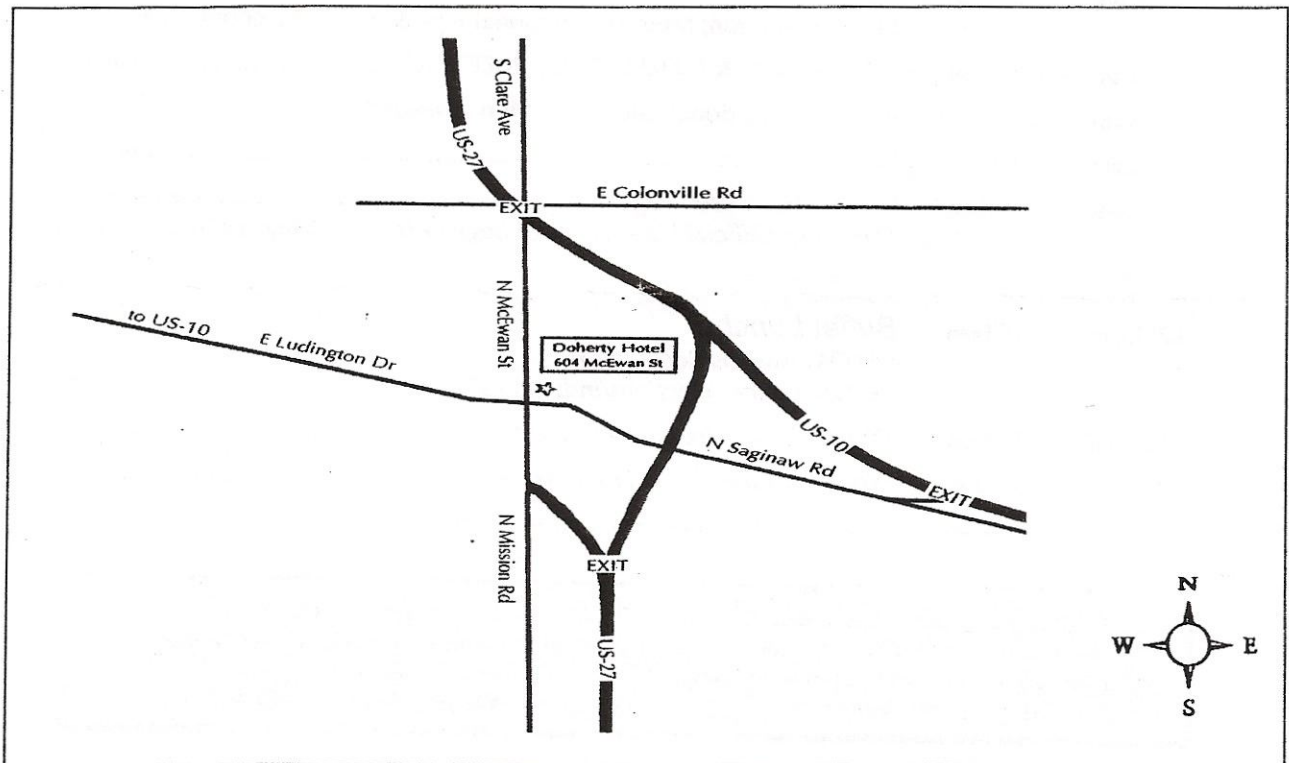 S Clare Ave
US-27
E Colonville Rd
EXIT
N McEwan St
to US-10
E Ludington Dr
Doherty Hotel
604 McEwan St
US-10
N Saginaw Rd
EXIT
N Mission Rd
EXIT
US-27
N
W
E
S